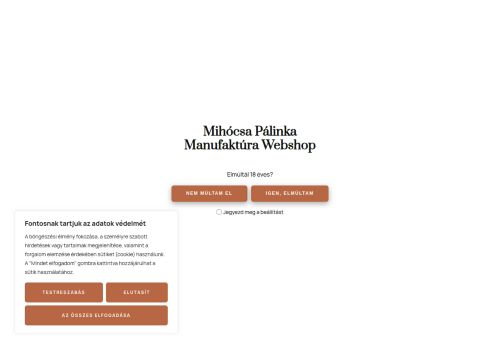 Mihócsa Pálinka
Manufaktúra Webshop
Elmúltál 18 éves?
NEM MÚLTAM EL
IGEN, ELMÚLTAM
Jegyezd meg a beállítást
Fontosnak tartjuk az adatok védelmét
A böngészési élmény fokozása, a személyre szabott
hirdetések vagy tartalmak megjelenítése, valamint a
forgalom elemzése érdekében sütiket (cookie) használunk.
A "Mindet elfogadom" gombra kattintva hozzájárulhat a
sütik használatához.
TESTRESZABÁS
ELUTASÍT
AZ ÖSSZES ELFOGADÁSA